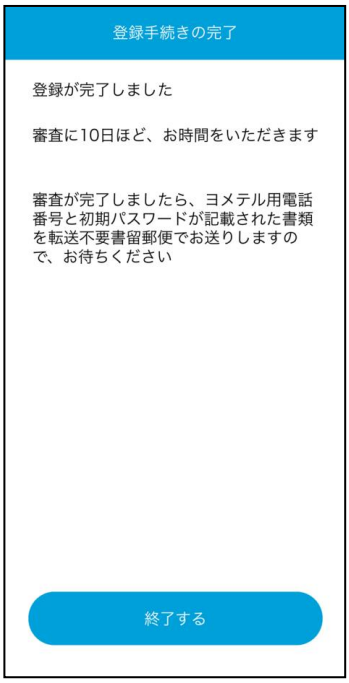 登録手続きの完了
登録が完了しました
審査に10日ほど、お時間をいただきます
審査が完了しましたら、ヨメテル用電話
番号と初期パスワードが記載された書類
を転送不要書留郵便でお送りしますの
で、お待ちください
終了する